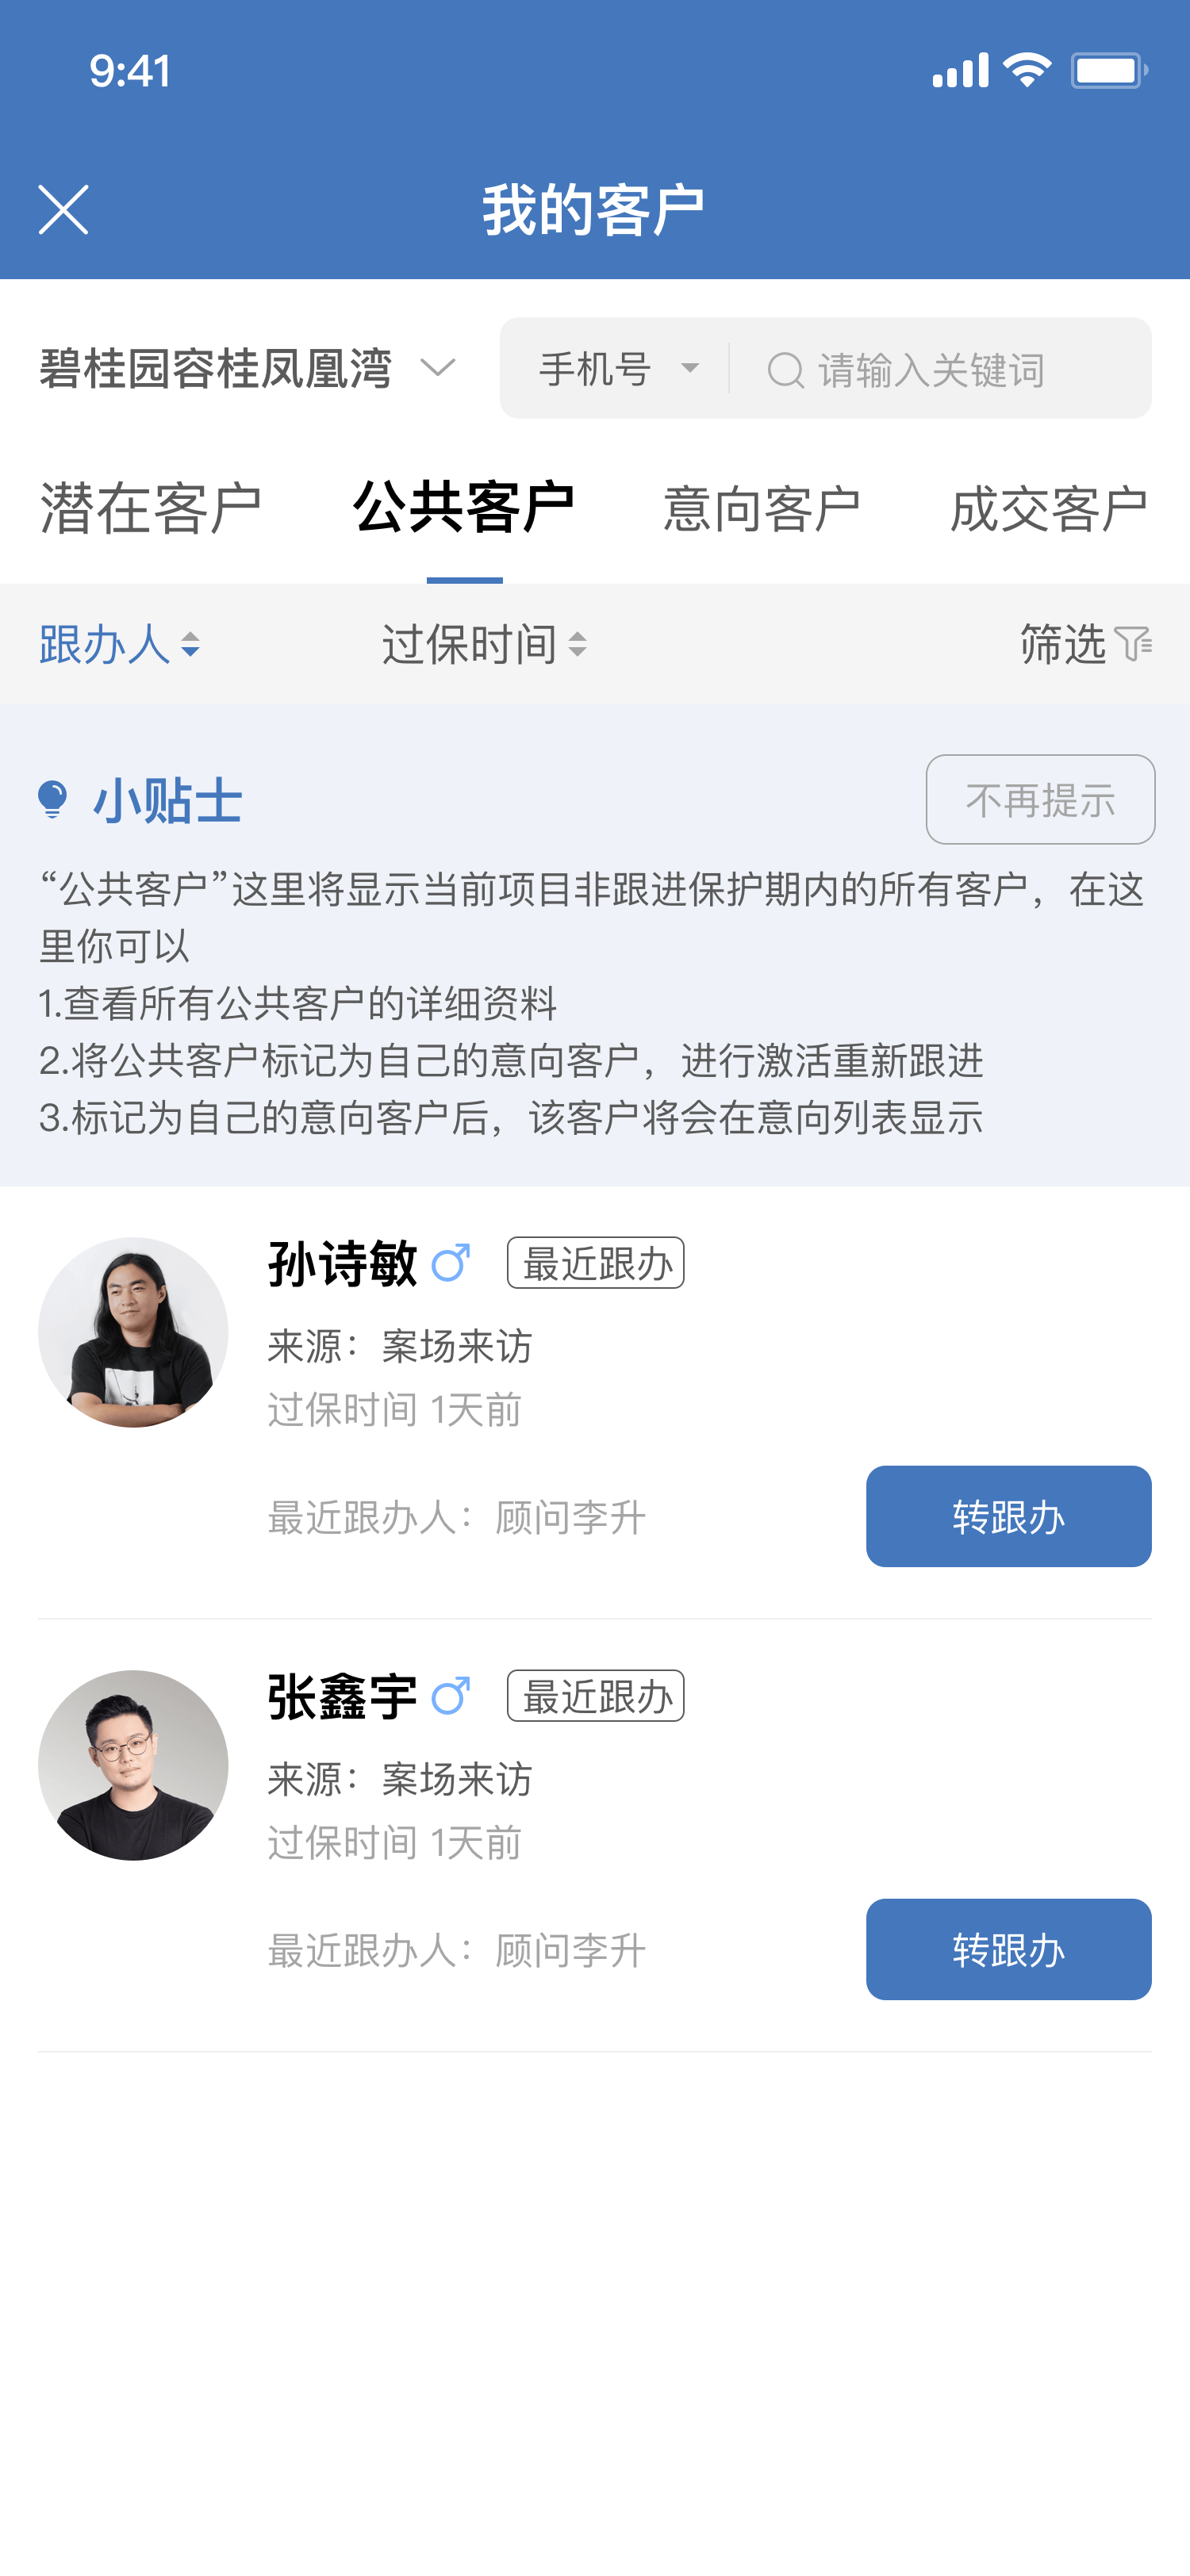 9:41
我的客户
碧桂园容桂凤凰湾
手机号 请输入关键词
潜在客户 公共客户 意向客户 成交客户
跟办人 过保时间 筛选
小贴士 不再提示
“公共客户”这里将显示当前项目非跟进保护期内的所有客户，在这
里你可以
1.查看所有公共客户的详细资料
2.将公共客户标记为自己的意向客户，进行激活重新跟进
3.标记为自己的意向客户后，该客户将会在意向列表显示
孙诗敏 最近跟办
来源：案场来访
过保时间 1天前
最近跟办人：顾问李升 转跟办
张鑫宇 最近跟办
来源：案场来访
过保时间 1天前
最近跟办人：顾问李升 转跟办